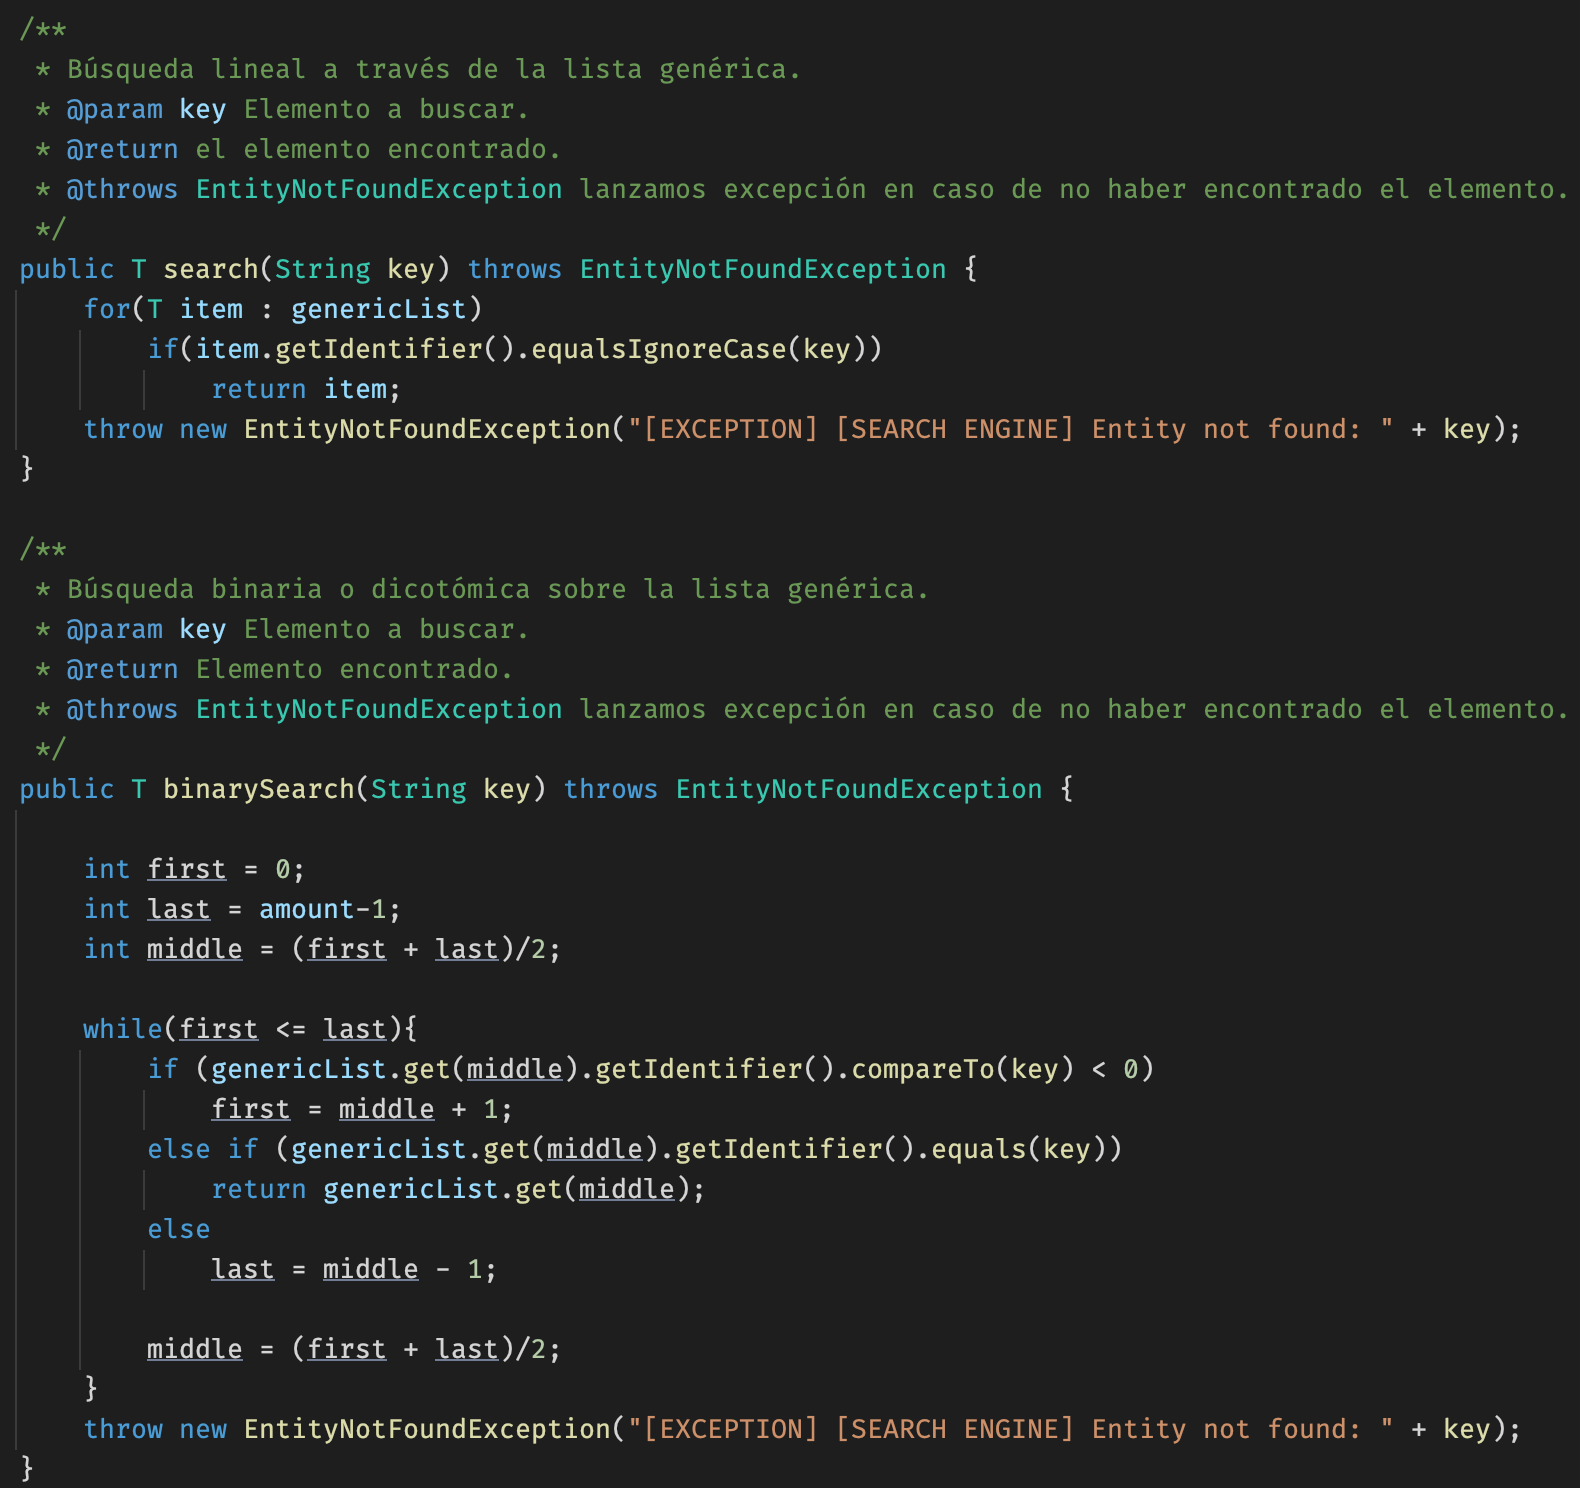 /**
 * Búsqueda lineal a través de la lista genérica.
 * @param key Elemento a buscar.
 * @return el elemento encontrado.
 * @throws EntityNotFoundException lanzamos excepción en caso de no haber encontrado el elemento.
 */
public T search(String key) throws EntityNotFoundException {
    for(T item : genericList)
        if(item.getIdentifier().equalsIgnoreCase(key))
            return item;
    throw new EntityNotFoundException("[EXCEPTION] [SEARCH ENGINE] Entity not found: " + key);
}

/**
 * Búsqueda binaria o dicotómica sobre la lista genérica.
 * @param key Elemento a buscar.
 * @return Elemento encontrado.
 * @throws EntityNotFoundException lanzamos excepción en caso de no haber encontrado el elemento.
 */
public T binarySearch(String key) throws EntityNotFoundException {

    int first = 0;
    int last = amount-1;
    int middle = (first + last)/2;

    while(first <= last){
        if (genericList.get(middle).getIdentifier().compareTo(key) < 0)
            first = middle + 1;
        else if (genericList.get(middle).getIdentifier().equals(key))
            return genericList.get(middle);
        else
            last = middle - 1;

        middle = (first + last)/2;
    }
    throw new EntityNotFoundException("[EXCEPTION] [SEARCH ENGINE] Entity not found: " + key);
}